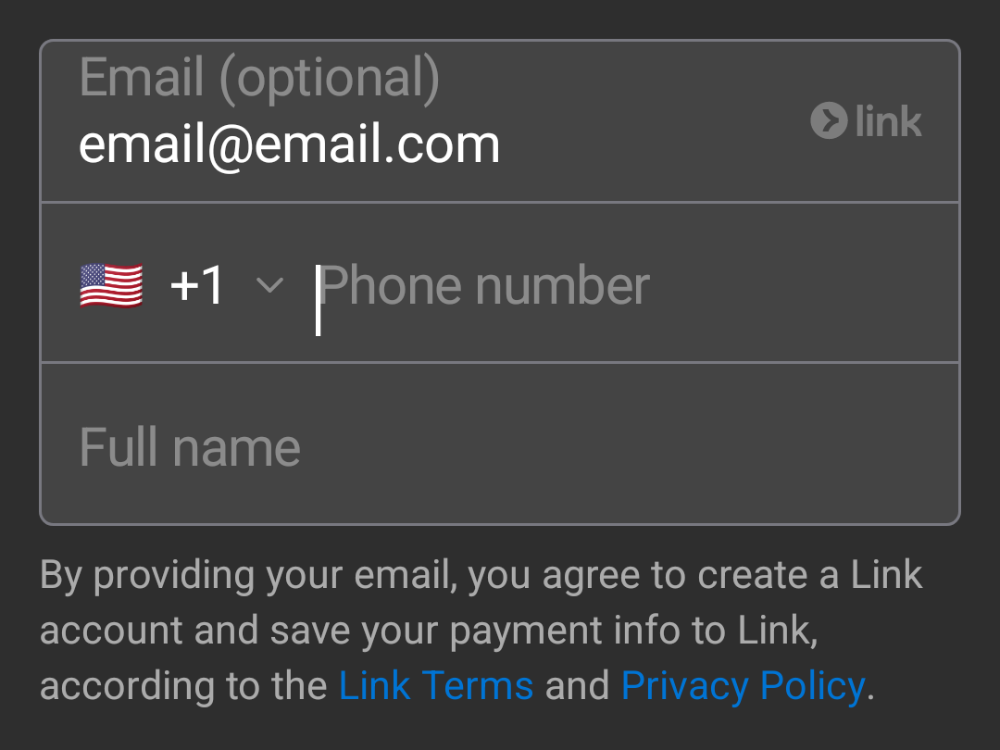 Email (optional)
email@email.com
link
+1 Phone number
Full name
By providing your email, you agree to create a Link
account and save your payment info to Link,
according to the Link Terms and Privacy Policy.